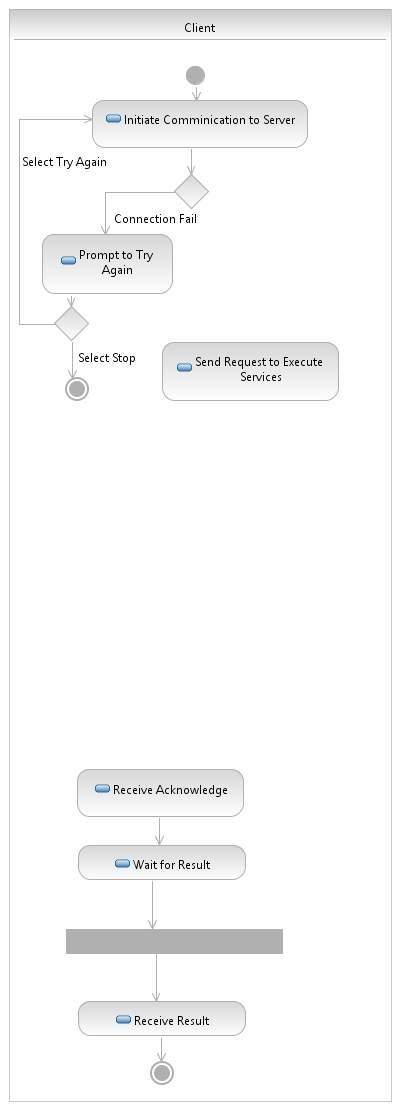 Client
Initiate Comminication to Server
Select Try Again
Connection Fail
Prompt to Try
Again
Select Stop
Send Request to Execute
Services
Receive Acknowledge
Wait for Result
Receive Result